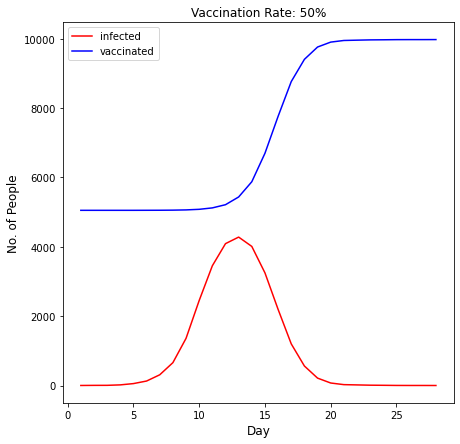 Vaccination Rate: 50%
infected
vaccinated
10000
8000
6000
4000
2000
0
No. of People
0 5 10 15 20 25
Day